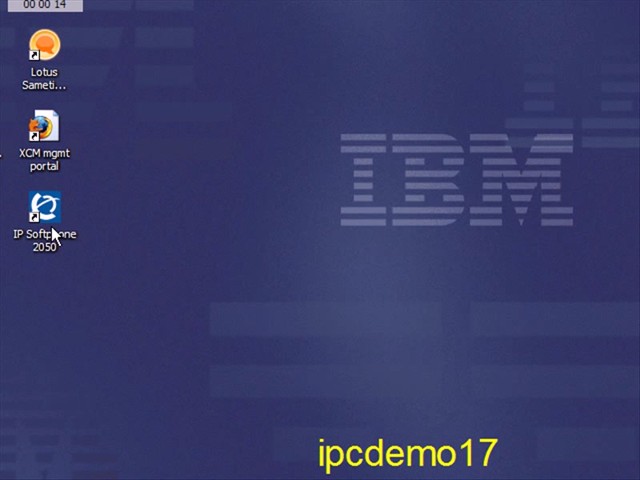 00 00 14
Lotus
Sameti...
XCM mgmt
portal
IP Softphone
2050
IBM
ipcdemo17